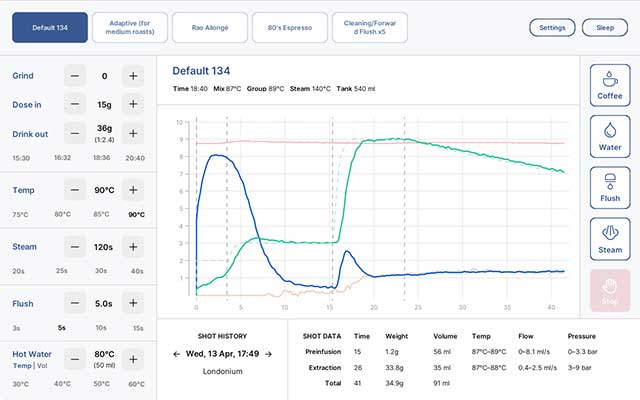 Default 134
Adaptive (for
medium roasts)
Rao Allongé
80's Espresso
Cleaning/Forwar
d Flush x5
Settings
Sleep
Grind — 0 +
Dose in — 15g +
Drink out — 36g +
(1:2.4)
15:30 16:32 18:36 20:40
Temp — 90°C +
75°C 80°C 85°C 90°C
Steam — 120s +
20s 25s 30s 40s
Flush — 5.0s +
3s 5s 10s 15s
Hot Water — 80°C +
Temp | Vol (50 ml)
30°C 40°C 50°C 60°C
Default 134
Time 18:40 Mix 87°C Group 89°C Steam 140°C Tank 540 ml
10
9
8
7
6
5
4
3
2
1
0 5 10 15 20 25 30 35 40
SHOT HISTORY
← Wed, 13 Apr, 17:49 →
Londonium
SHOT DATA Time Weight Volume Temp Flow Pressure
Preinfusion 15 1.2g 56 ml 87°C-89°C 0-8.1 ml/s 0-3.3 bar
Extraction 26 33.8g 35 ml 87°C-88°C 0.4-2.5 ml/s 3-9 bar
Total 41 34.9g 91 ml
Coffee
Water
Flush
Steam
Stop